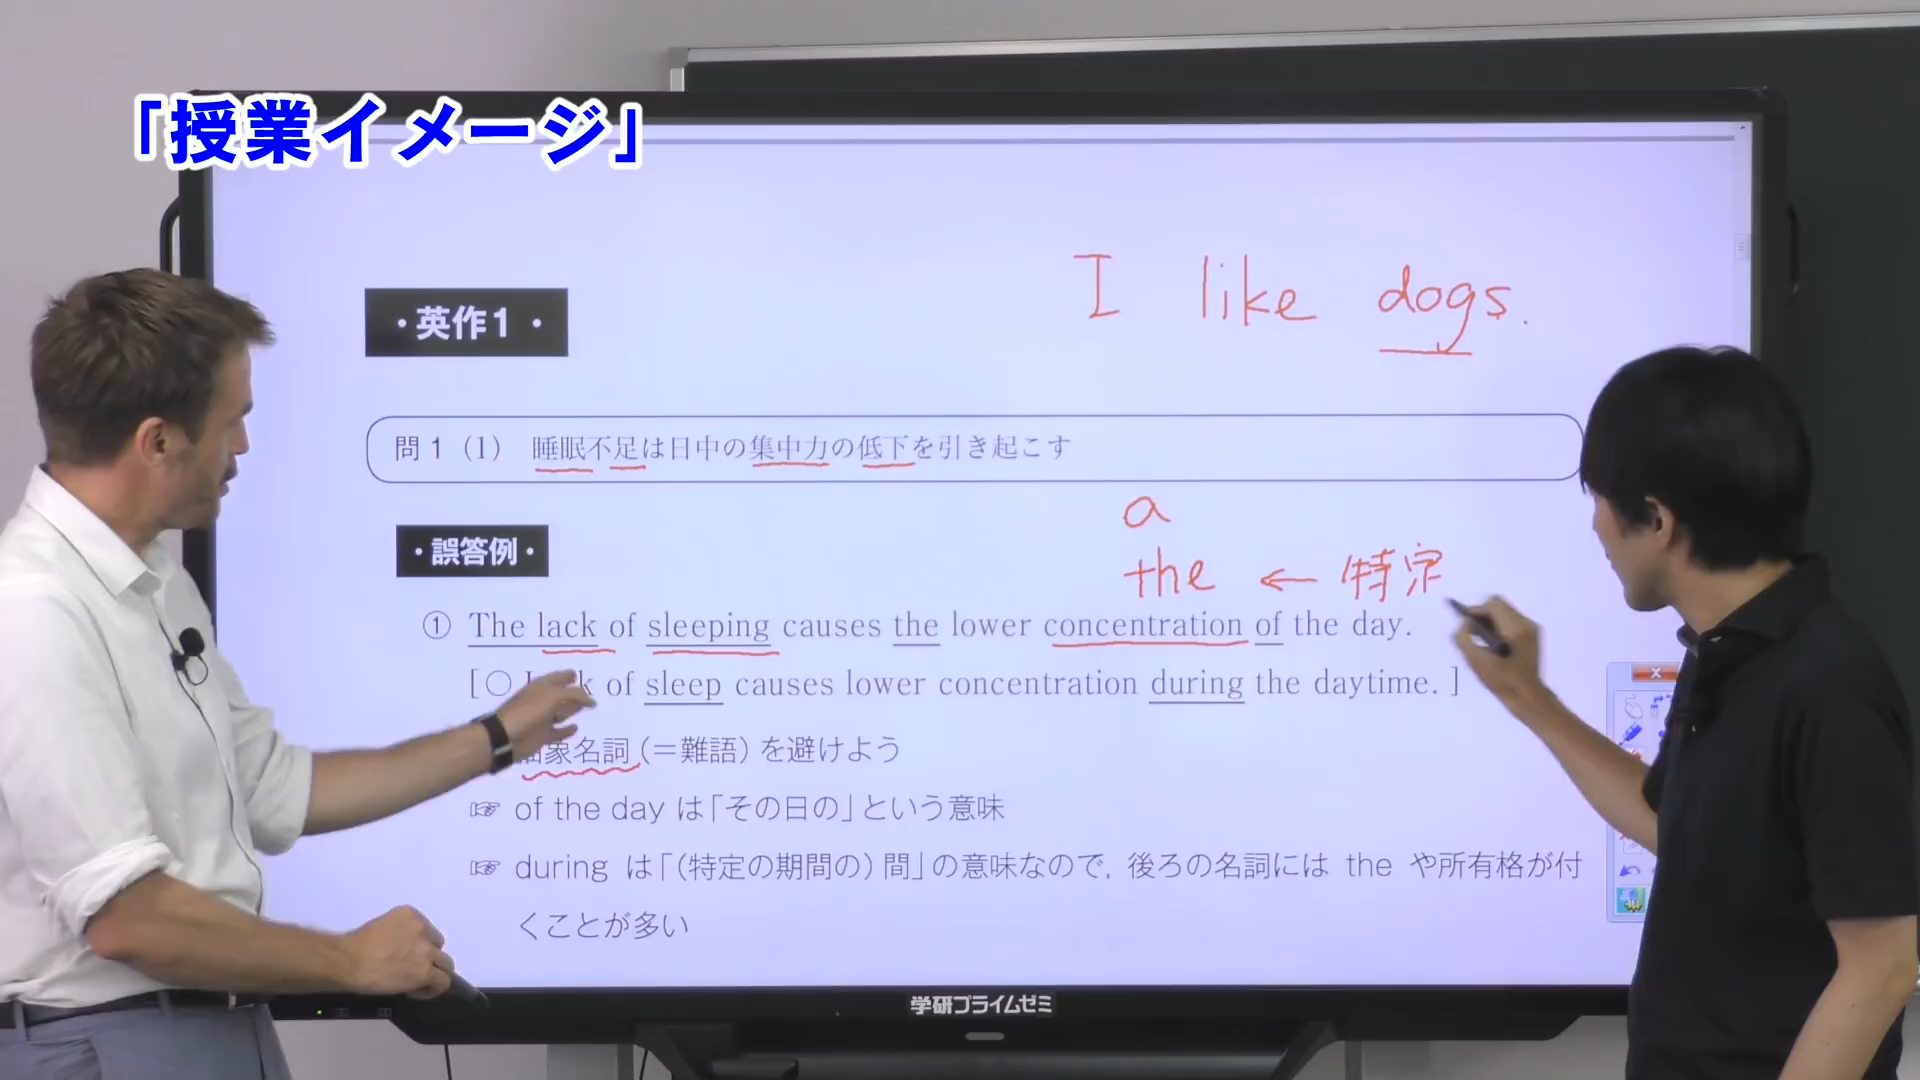 「授業イメージ」
I like dogs.
・英作1・
問1 (1) 睡眠不足は日中の集中力の低下を引き起こす
a
・誤答例・
the ← 特定
① The lack of sleeping causes the lower concentration of the day.
[○ Lack of sleep causes lower concentration during the daytime. ]
抽象名詞(=難語)を避けよう
☞ of the day は「その日の」という意味
☞ during は「(特定の期間の)間」の意味なので, 後ろの名詞には the や所有格が付
くことが多い
学研プライムゼミ